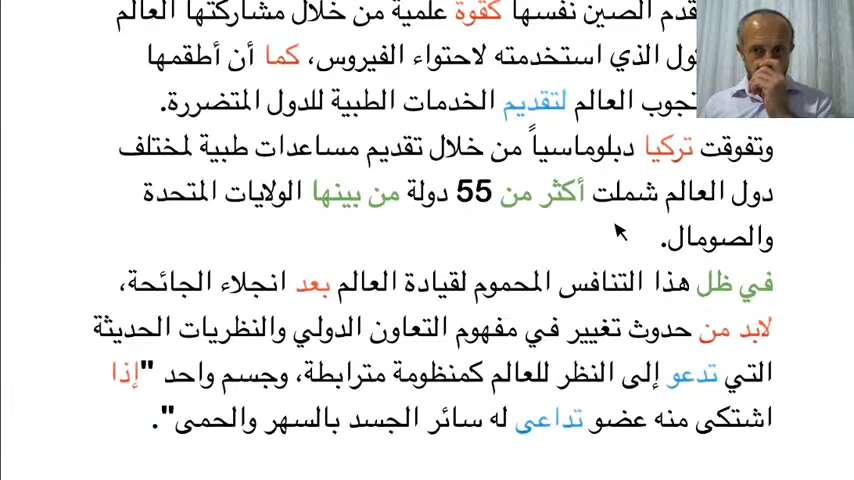 قدم الصين نفسها كقوة علمية من خلال مشاركتها العالم
الذي استخدمته لاحتواء الفيروس، كما أن أطقمها
تجوب العالم لتقديم الخدمات الطبية للدول المتضررة.
وتفوقت تركيا دبلوماسياً من خلال تقديم مساعدات طبية لمختلف
دول العالم شملت أكثر من 55 دولة من بينها الولايات المتحدة
والصومال.
في ظل هذا التنافس المحموم لقيادة العالم بعد انجلاء الجائحة،
لابد من حدوث تغيير في مفهوم التعاون الدولي والنظريات الحديثة
التي تدعو إلى النظر للعالم كمنظومة مترابطة، وجسم واحد "إذا
اشتكى منه عضو تداعى له سائر الجسد بالسهر والحمى".